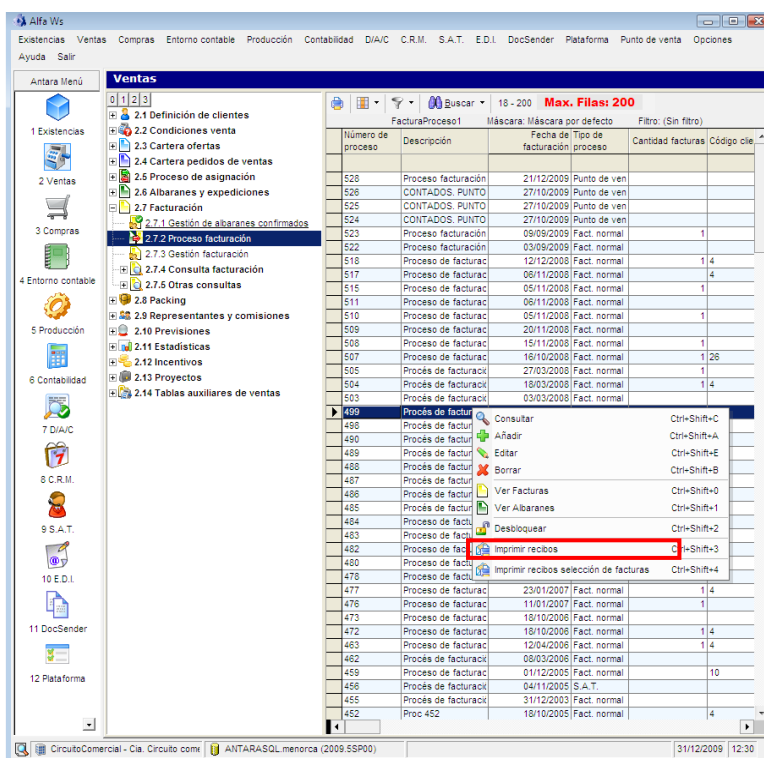 Alfa Ws
Existencias Ventas Compras Entorno contable Producción Contabilidad D/A/C C.R.M. S.A.T. E.D.I. DocSender Plataforma Punto de venta Opciones
Ayuda Salir
Antara Menú
1 Existencias
2 Ventas
3 Compras
4 Entorno contable
5 Producción
6 Contabilidad
7 D/A/C
8 C.R.M.
9 S.A.T.
10 E.D.I.
11 DocSender
12 Plataforma
Ventas
0 1 2 3
2.1 Definición de clientes
2.2 Condiciones venta
2.3 Cartera ofertas
2.4 Cartera pedidos de ventas
2.5 Proceso de asignación
2.6 Albaranes y expediciones
2.7 Facturación
2.7.1 Gestión de albaranes confirmados
2.7.2 Proceso facturación
2.7.3 Gestión facturación
2.7.4 Consulta facturación
2.7.5 Otras consultas
2.8 Packing
2.9 Representantes y comisiones
2.10 Previsiones
2.11 Estadísticas
2.12 Incentivos
2.13 Proyectos
2.14 Tablas auxiliares de ventas
Buscar 18 - 200 Max. Filas: 200
FacturaProceso1 Máscara: Máscara por defecto Filtro: (Sin filtro)
Número de proceso Descripción Fecha de facturación Tipo de proceso Cantidad facturas Código clie
528 Proceso facturación 21/12/2009 Punto de ven
526 CONTADOS. PUNTO 27/10/2009 Punto de ven
525 CONTADOS. PUNTO 27/10/2009 Punto de ven
524 CONTADOS. PUNTO 27/10/2009 Punto de ven
523 Proceso facturación 09/09/2009 Fact. normal 1
522 Proceso facturación 03/09/2009 Fact. normal
518 Proceso de facturac 12/12/2008 Fact. normal 1 4
517 Proceso de facturac 06/11/2008 Fact. normal 4
515 Proceso de facturac 05/11/2008 Fact. normal 1
511 Proceso de facturac 06/11/2008 Fact. normal
510 Proceso de facturac 05/11/2008 Fact. normal 1
509 Proceso de facturac 20/11/2008 Fact. normal
508 Proceso de facturac 15/11/2008 Fact. normal 1
507 Proceso de facturac 16/10/2008 Fact. normal 1 26
505 Procés de facturació 27/03/2008 Fact. normal 1
504 Procés de facturació 18/03/2008 Fact. normal 1 4
503 Procés de facturació 03/03/2008 Fact. normal
499 Procés de factur
498 Procés de factur
490 Procés de factur
489 Procés de factur
488 Procés de factur
487 Procés de factur
486 Procés de factur
485 Procés de factur
484 Proceso de factu
483 Proceso de factu
482 Proceso de fac
480 Proceso de factu
478 Proceso de factu
477 Proceso de facturac 23/01/2007 Fact. normal 1 4
476 Proceso de facturac 11/01/2007 Fact. normal 1
473 Proceso de facturac 18/10/2006 Fact. normal
472 Proceso de facturac 18/10/2006 Fact. normal 1 4
463 Proceso de facturac 12/04/2006 Fact. normal 1 4
462 Procés de facturació 08/03/2006 Fact. normal
459 Proceso de facturac 01/12/2005 Fact. normal 10
456 Procés de facturació 04/11/2005 S.A.T.
455 Procés de facturació 31/12/2003 Fact. normal
452 Proc 452 18/10/2005 Fact. normal 4
Consultar Ctrl+Shift+C
Añadir Ctrl+Shift+A
Editar Ctrl+Shift+E
Borrar Ctrl+Shift+B
Ver Facturas Ctrl+Shift+0
Ver Albaranes Ctrl+Shift+1
Desbloquear Ctrl+Shift+2
Imprimir recibos Ctrl+Shift+3
Imprimir recibos selección de facturas Ctrl+Shift+4
CircuitoComercial - Cia. Circuito come ANTARASQL.menorca (2009.5SP00) 31/12/2009 12:30